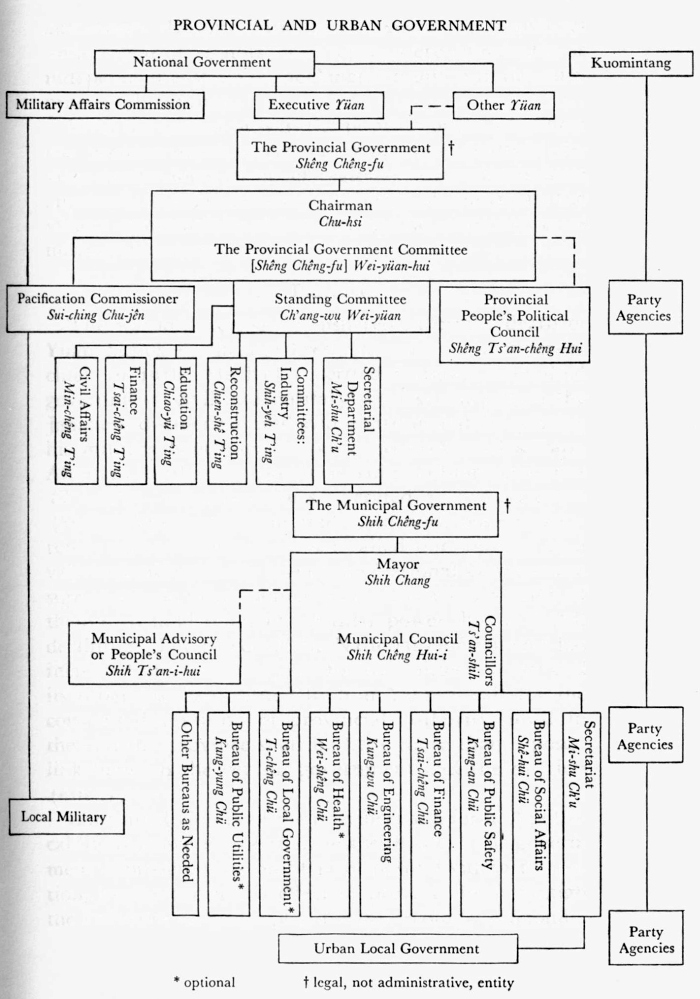 PROVINCIAL AND URBAN GOVERNMENT
National Government
Kuomintang
Military Affairs Commission
Executive Yüan
Other Yüan
The Provincial Government †
Shêng Chêng-fu
Chairman
Chu-hsi
The Provincial Government Committee
[Shêng Chêng-fu] Wei-yüan-hui
Pacification Commissioner
Sui-ching Chu-jên
Standing Committee
Ch'ang-wu Wei-yüan
Provincial
People's Political
Council
Shêng Ts'an-chêng Hui
Party
Agencies
Civil Affairs
Min-chêng T'ing
Finance
Tsai-chêng T'ing
Education
Chiao-yü T'ing
Reconstruction
Chien-shê T'ing
Committees:
Industry
Shih-yeh T'ing
Secretarial
Department
Mi-shu Ch'u
The Municipal Government †
Shih Chêng-fu
Mayor
Shih Chang
Municipal Council
Shih Chêng Hui-i
Councillors
Ts'an-shih
Municipal Advisory
or People's Council
Shih Ts'an-i-hui
Other Bureaus as Needed
Bureau of Public Utilities*
Kung-yung Chü
Bureau of Local Government*
Ti-chêng Chü
Bureau of Health*
Wei-shêng Chü
Bureau of Engineering
Kung-wu Chü
Bureau of Finance
Tsai-chêng Chü
Bureau of Public Safety
Kung-an Chü
Bureau of Social Affairs
Shê-hui Chü
Secretariat
Mi-shu Ch'u
Party
Agencies
Local Military
Urban Local Government
Party
Agencies
* optional
† legal, not administrative, entity